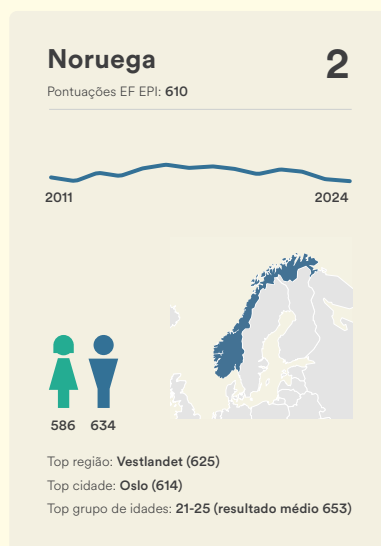 Noruega
2
Pontuações EF EPI: 610
2011
2024
586
634
Top região: Vestlandet (625)
Top cidade: Oslo (614)
Top grupo de idades: 21-25 (resultado médio 653)